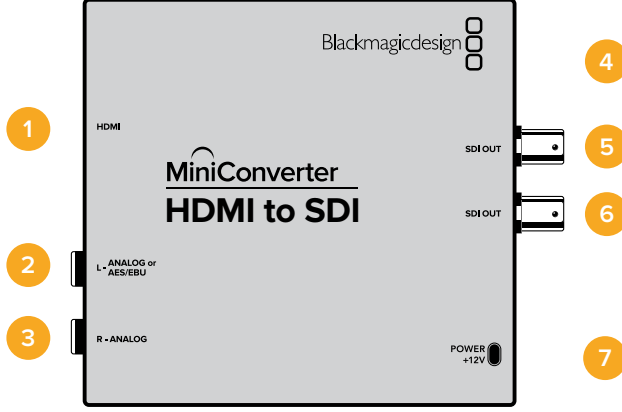 Blackmagicdesign
4
1
HDMI
SDI OUT
5
MiniConverter
HDMI to SDI
SDI OUT
6
2
L - ANALOG or
AES/EBU
3
R - ANALOG
POWER
+12V
7